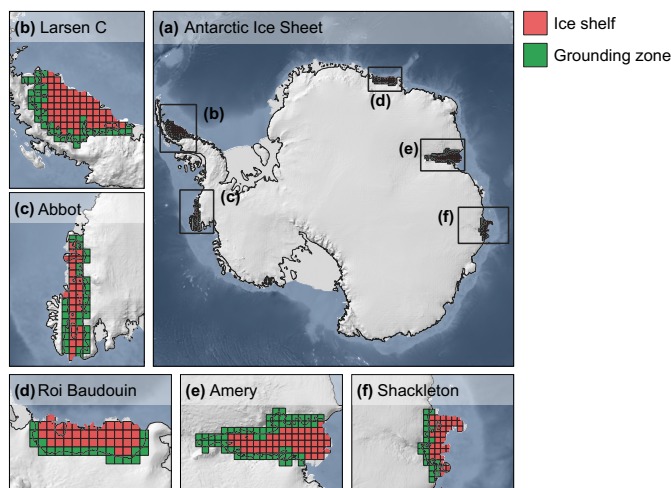 (b) Larsen C
(a) Antarctic Ice Sheet
Ice shelf
Grounding zone
(d)
(b)
(e)
(c)
(f)
(c) Abbot
(d) Roi Baudouin
(e) Amery
(f) Shackleton